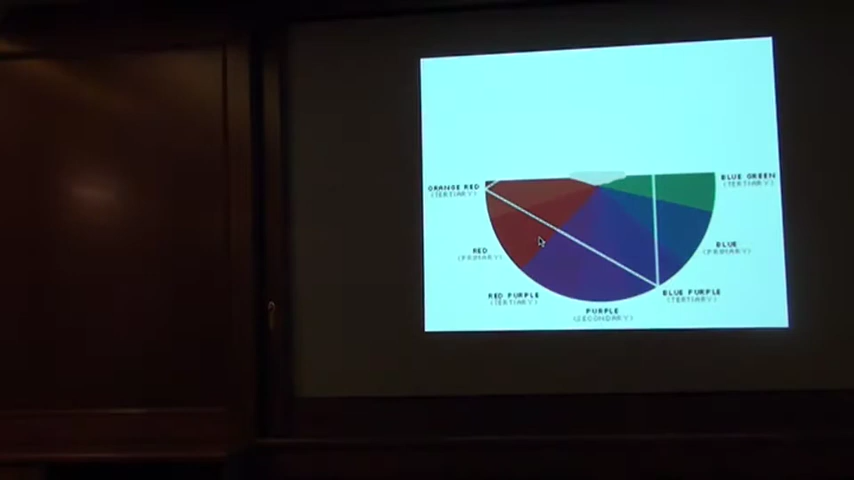 ORANGE RED
(TERTIARY)
BLUE GREEN
(TERTIARY)
RED
(PRIMARY)
BLUE
(PRIMARY)
RED PURPLE
(TERTIARY)
BLUE PURPLE
(TERTIARY)
PURPLE
(SECONDARY)